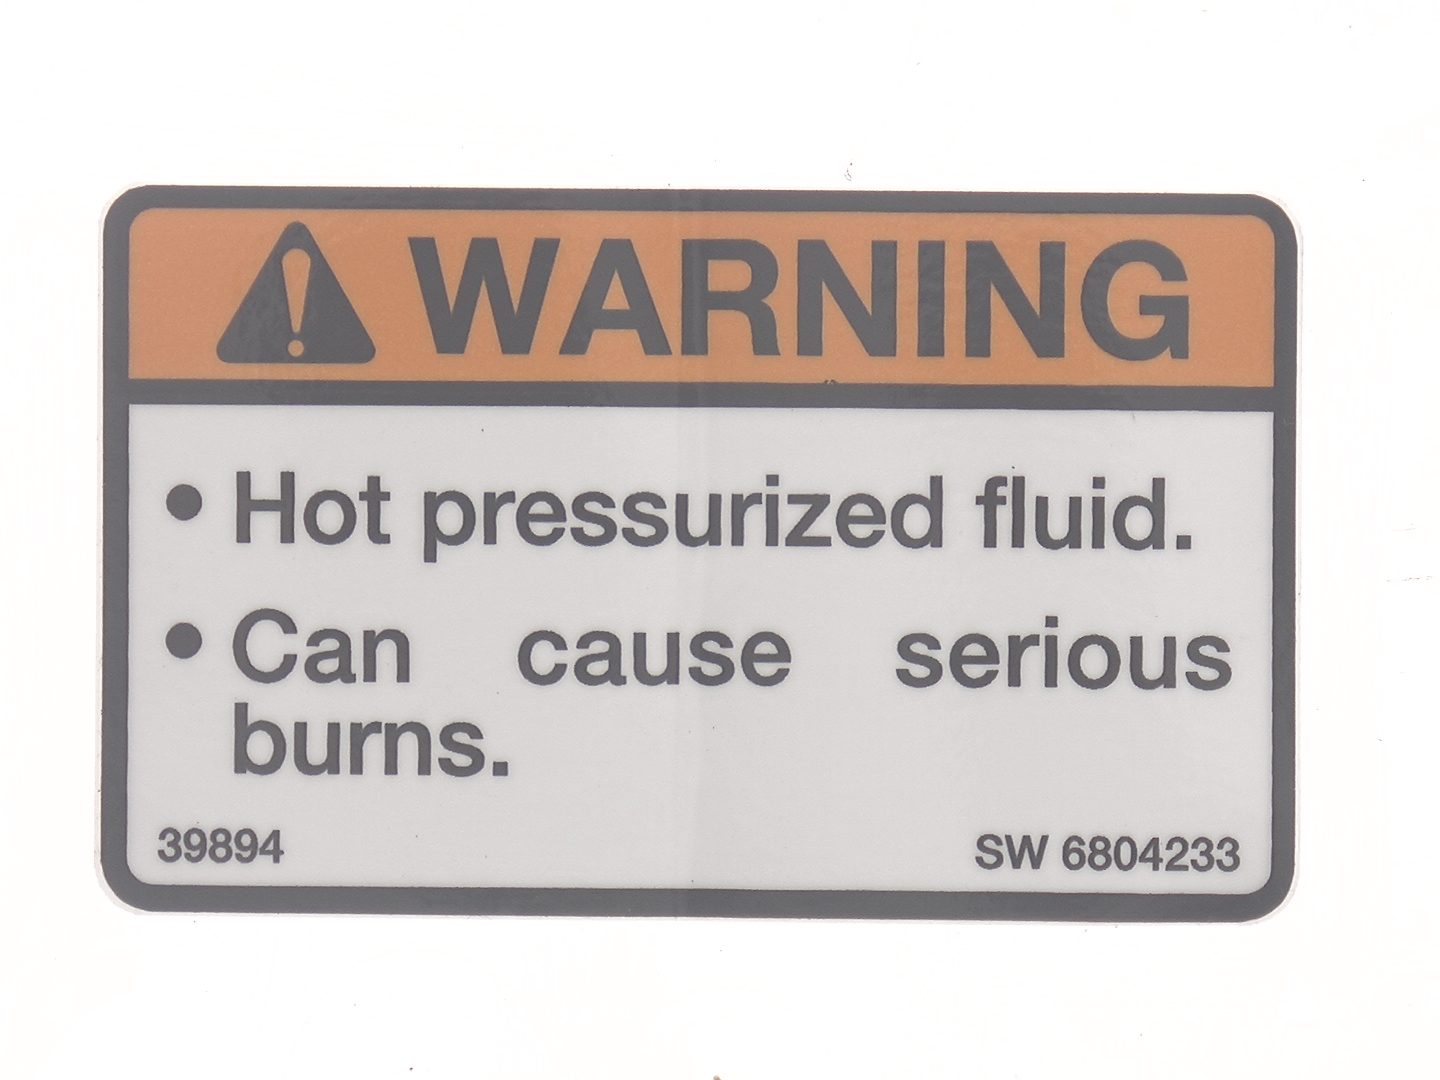 WARNING
• Hot pressurized fluid.
• Can cause serious
burns.
39894
SW 6804233